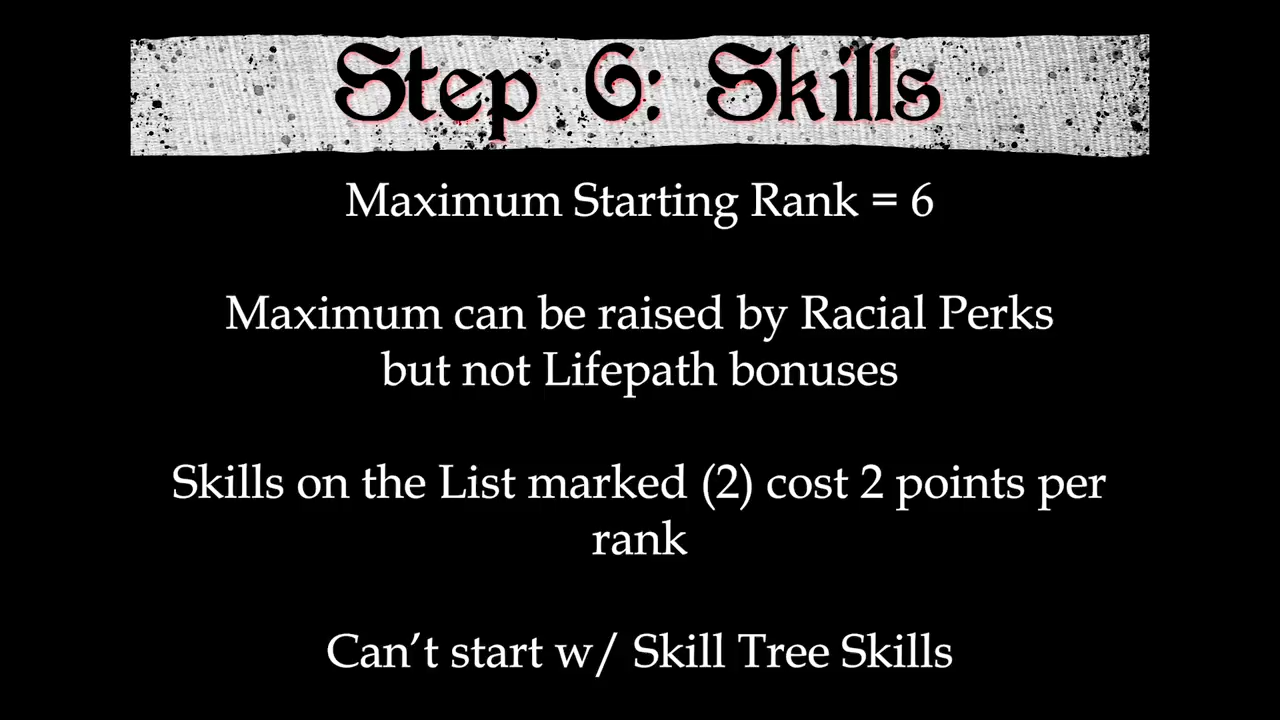 Step 6: Skills
Maximum Starting Rank = 6
Maximum can be raised by Racial Perks
but not Lifepath bonuses
Skills on the List marked (2) cost 2 points per
rank
Can’t start w/ Skill Tree Skills